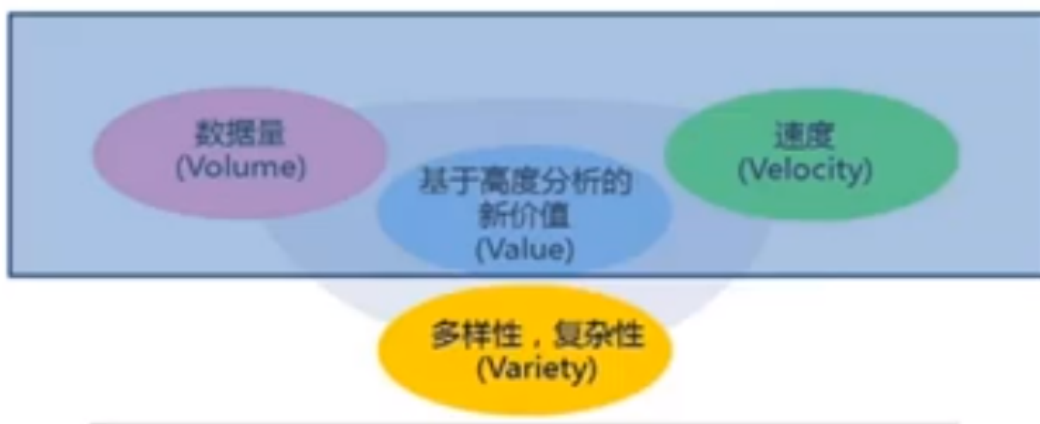 数据量
(Volume)
速度
(Velocity)
基于高度分析的
新价值
(Value)
多样性，复杂性
(Variety)